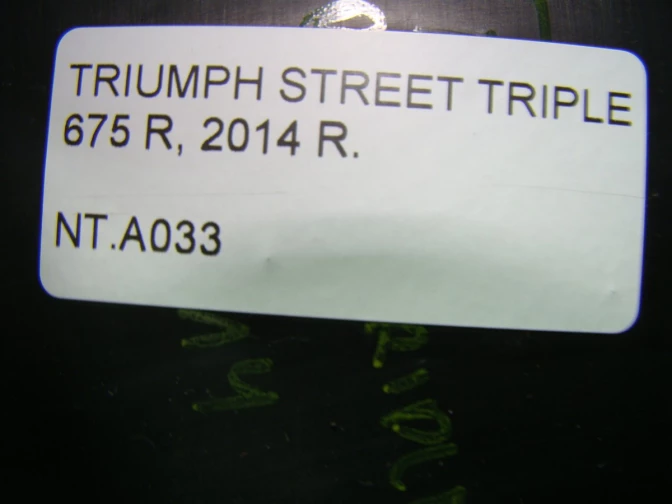 TRIUMPH STREET TRIPLE
675 R, 2014 R.
NT.A033